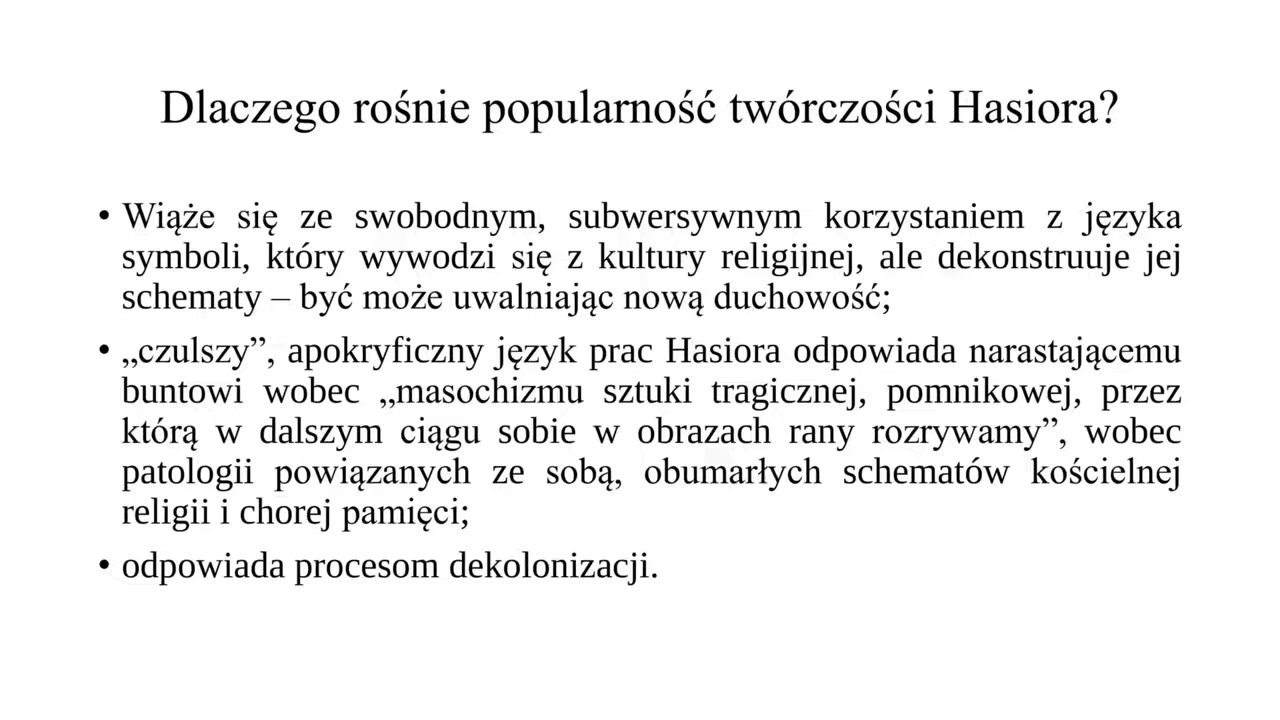 Dlaczego rośnie popularność twórczości Hasiora?
• Wiąże się ze swobodnym, subwersywnym korzystaniem z języka
symboli, który wywodzi się z kultury religijnej, ale dekonstruuje jej
schematy – być może uwalniając nową duchowość;
• „czulszy”, apokryficzny język prac Hasiora odpowiada narastającemu
buntowi wobec „masochizmu sztuki tragicznej, pomnikowej, przez
którą w dalszym ciągu sobie w obrazach rany rozrywamy”, wobec
patologii powiązanych ze sobą, obumarłych schematów kościelnej
religii i chorej pamięci;
• odpowiada procesom dekolonizacji.